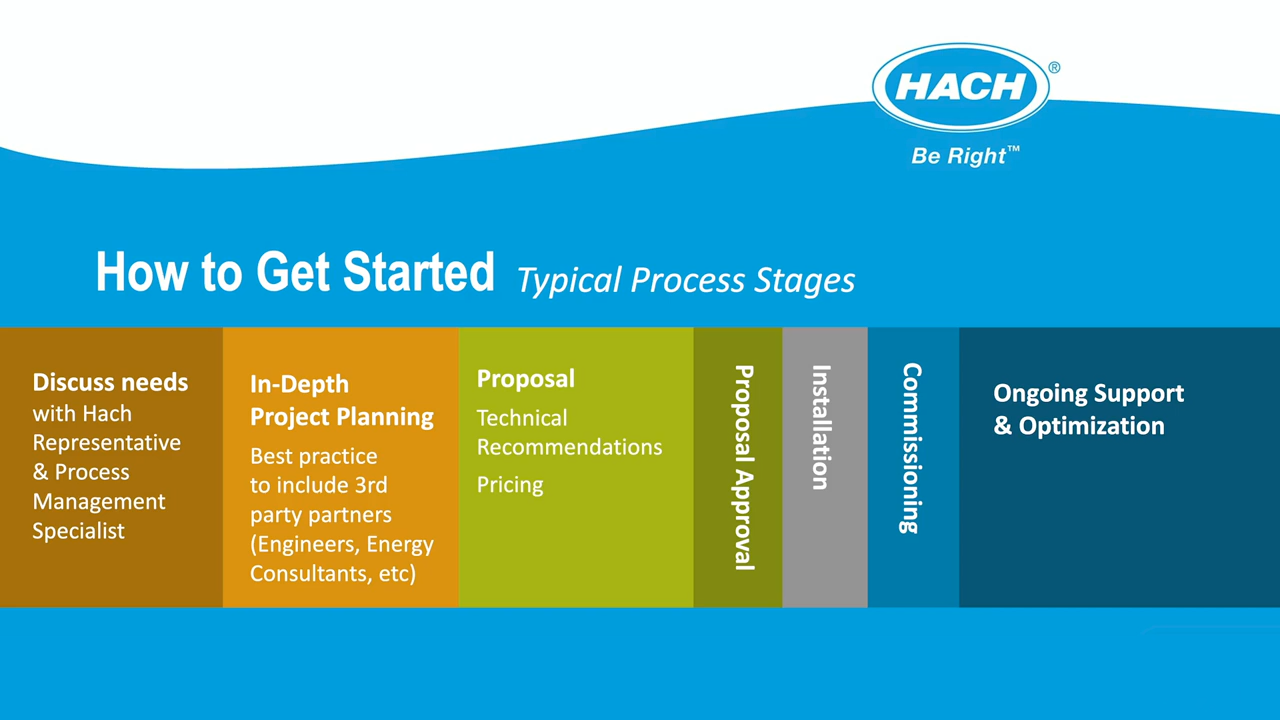 HACH®
Be Right™
How to Get Started Typical Process Stages
Discuss needs
with Hach
Representative
& Process
Management
Specialist
In-Depth
Project Planning
Best practice
to include 3rd
party partners
(Engineers, Energy
Consultants, etc)
Proposal
Technical
Recommendations
Pricing
Proposal Approval
Installation
Commissioning
Ongoing Support
& Optimization